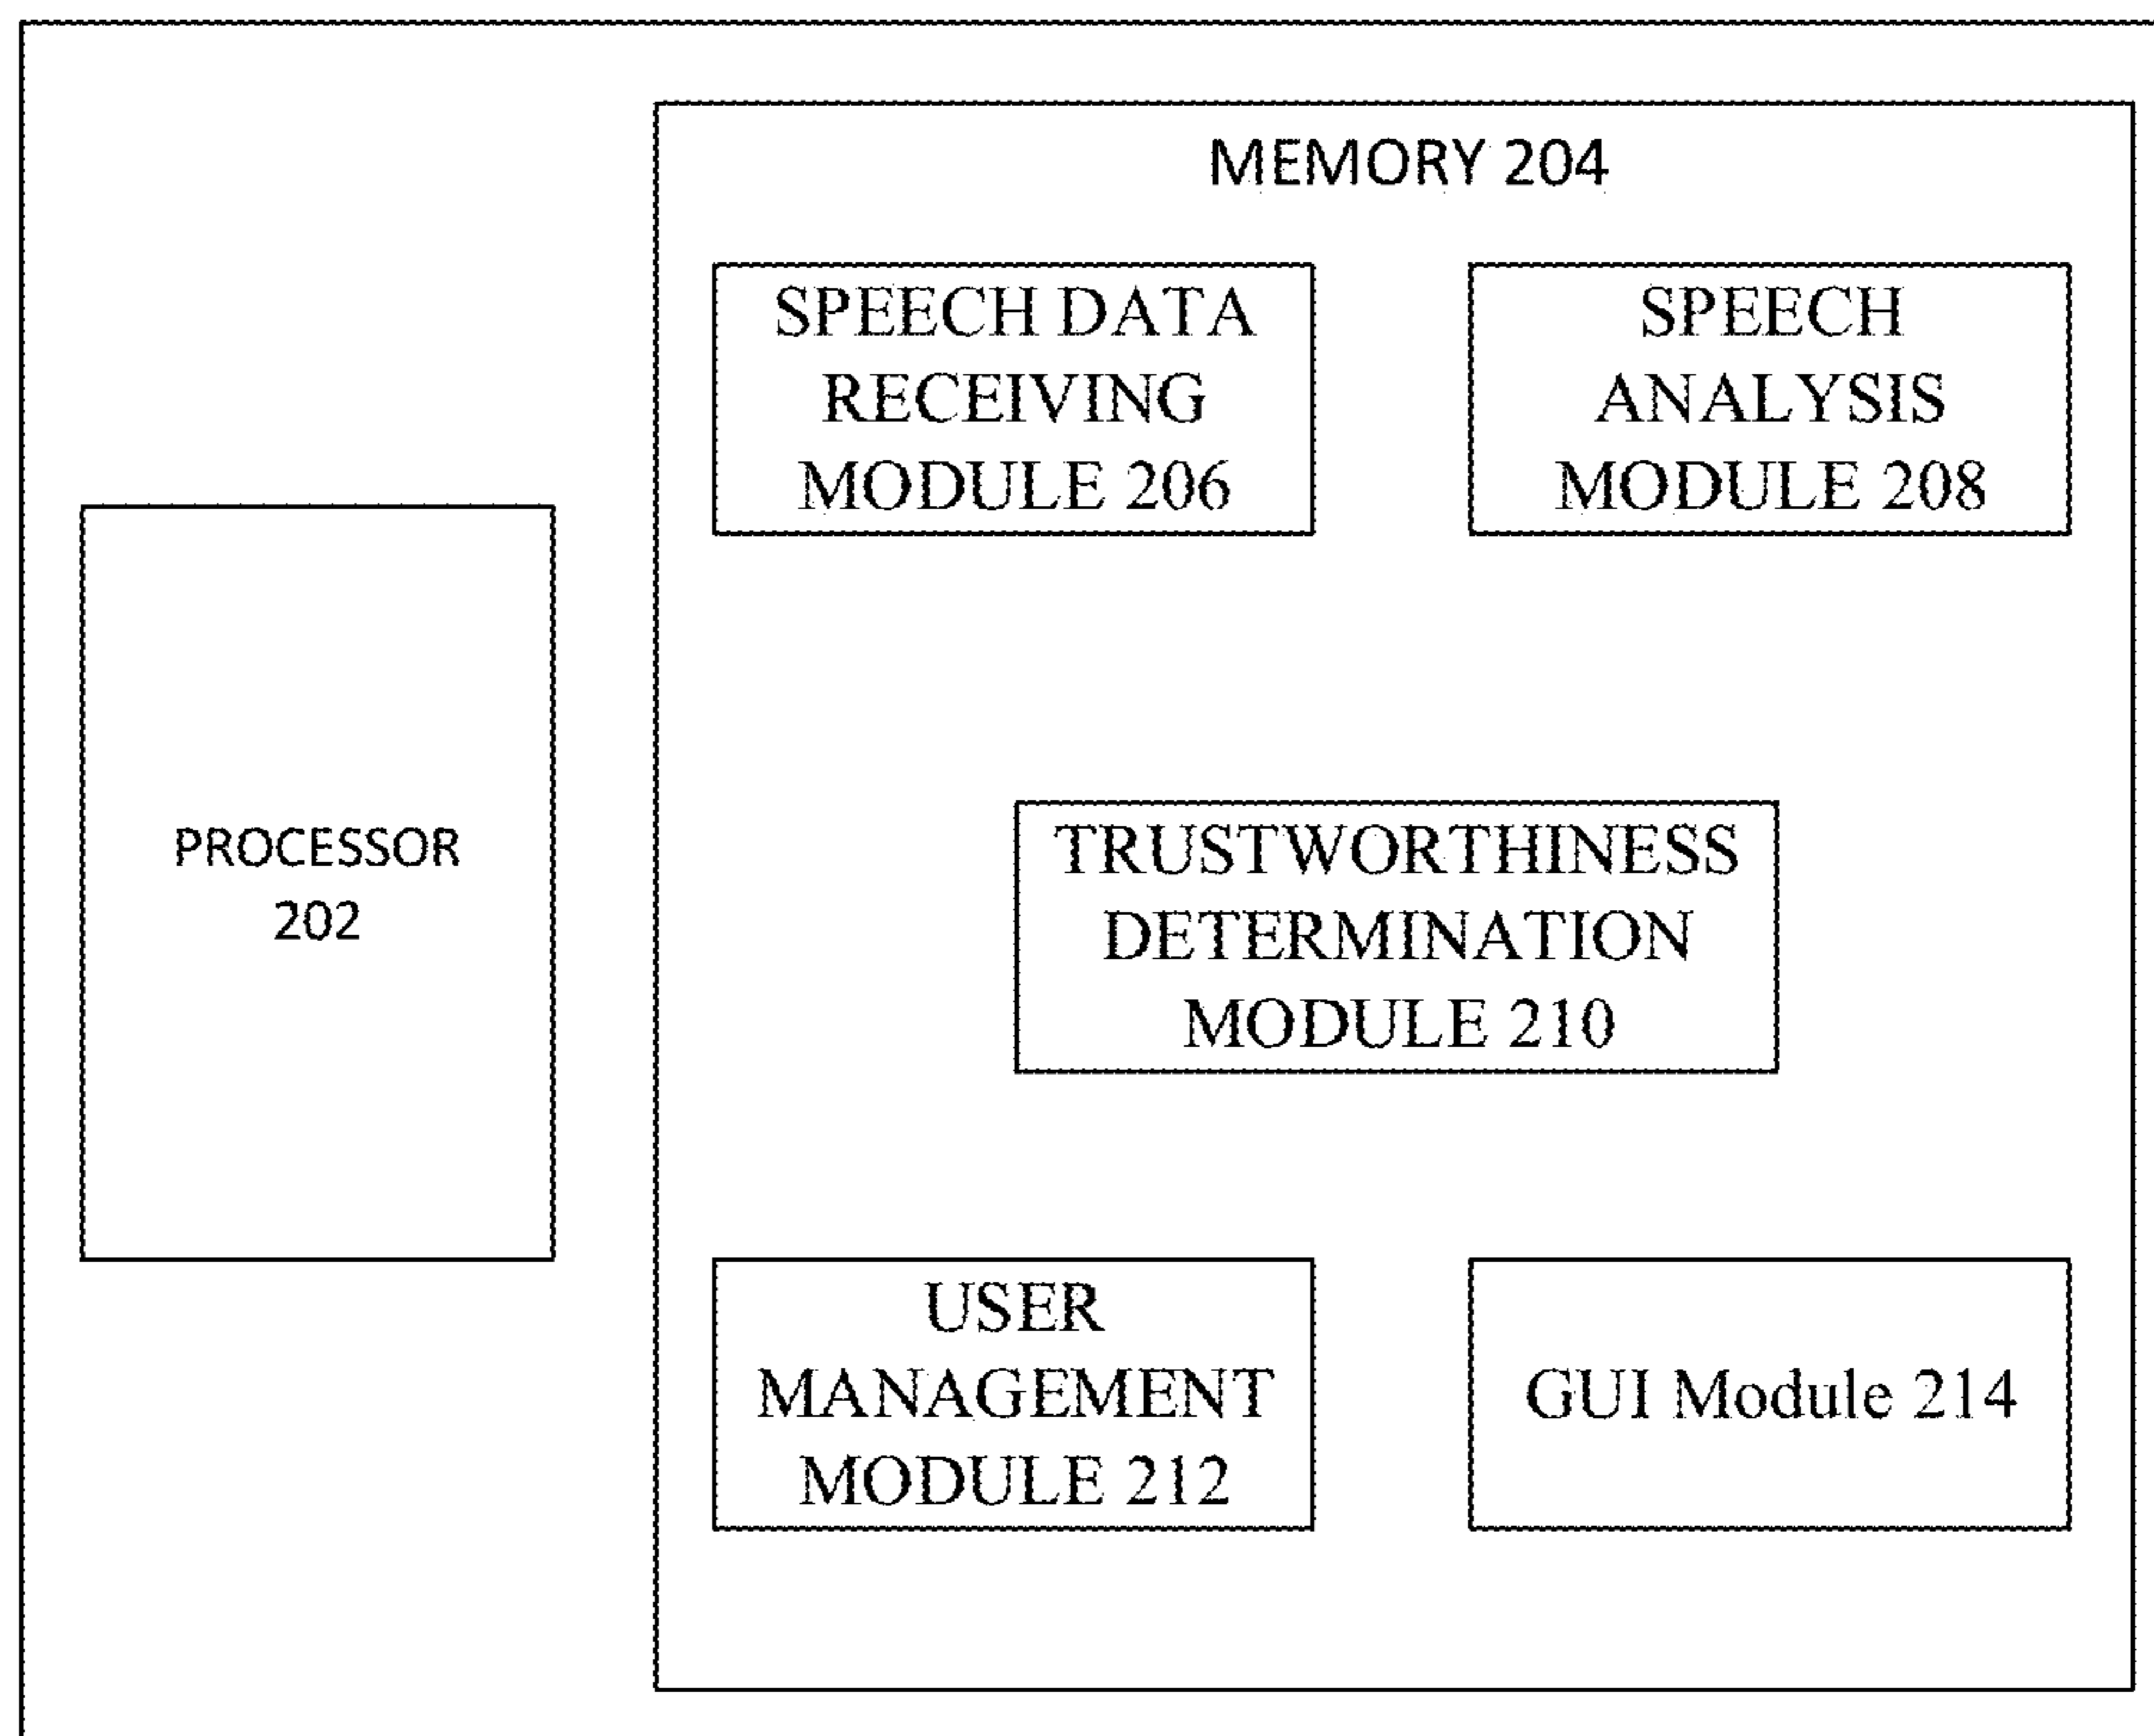 MEMORY 204
SPEECH DATA
RECEIVING
MODULE 206
SPEECH
ANALYSIS
MODULE 208
PROCESSOR
202
TRUSTWORTHINESS
DETERMINATION
MODULE 210
USER
MANAGEMENT
MODULE 212
GUI Module 214